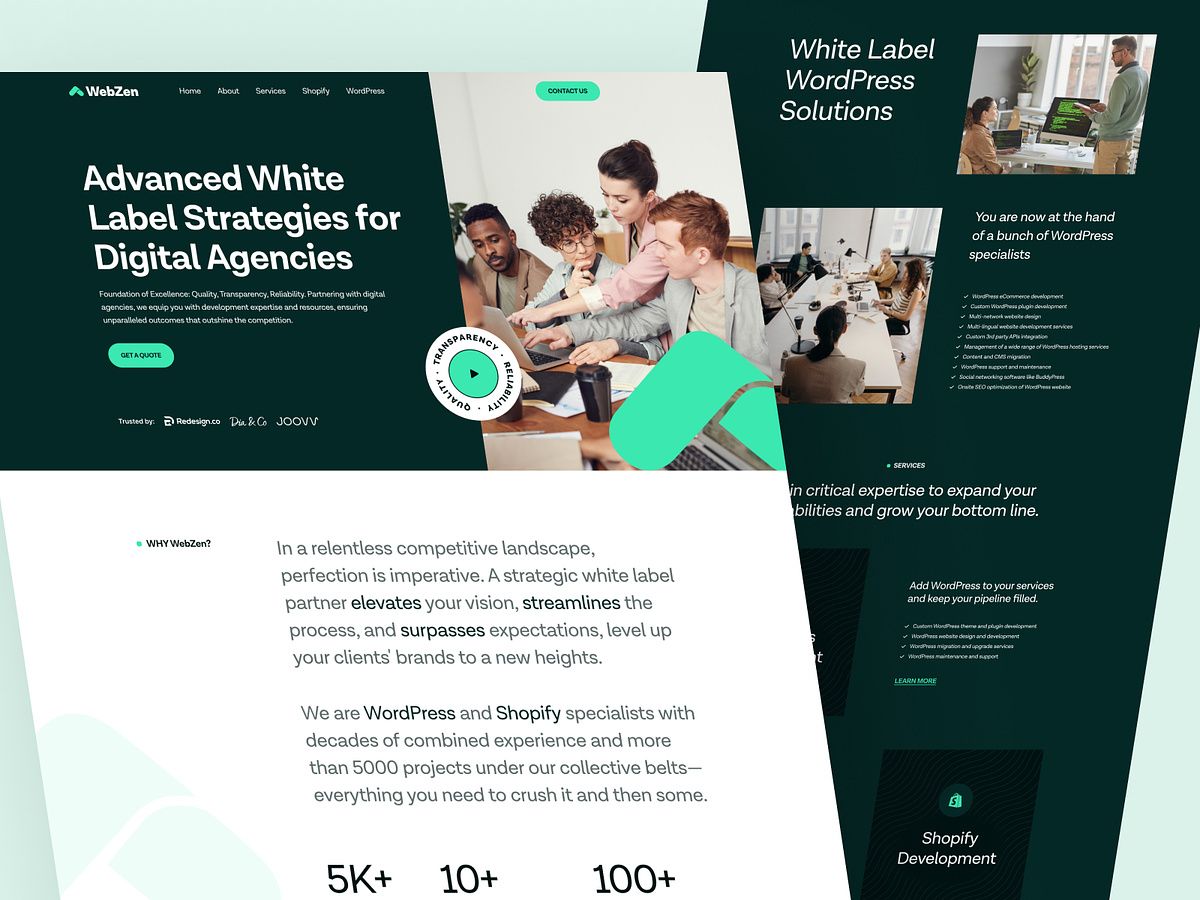 WebZen
Home About Services Shopify WordPress
CONTACT US
Advanced White
Label Strategies for
Digital Agencies
Foundation of Excellence: Quality, Transparency, Reliability. Partnering with digital
agencies, we equip you with development expertise and resources, ensuring
unparalleled outcomes that outshine the competition.
GET A QUOTE
TRANSPARENCY · RELIABILITY · QUALITY ·
Trusted by: Redesign.co Dia & Co JOOVV
WHY WebZen?
In a relentless competitive landscape,
perfection is imperative. A strategic white label
partner elevates your vision, streamlines the
process, and surpasses expectations, level up
your clients' brands to a new heights.
We are WordPress and Shopify specialists with
decades of combined experience and more
than 5000 projects under our collective belts—
everything you need to crush it and then some.
5K+ 10+ 100+
White Label
WordPress
Solutions
You are now at the hand
of a bunch of WordPress
specialists
WordPress eCommerce development
Custom WordPress plugin development
Multi-network website design
Multi-lingual website development services
Custom 3rd party APIs integration
Management of a wide range of WordPress hosting services
Content and CMS migration
WordPress support and maintenance
Social networking software like BuddyPress
Onsite SEO optimization of WordPress website
SERVICES
in critical expertise to expand your
abilities and grow your bottom line.
Add WordPress to your services
and keep your pipeline filled.
Custom WordPress theme and plugin development
WordPress website design and development
WordPress migration and upgrade services
WordPress maintenance and support
LEARN MORE
Shopify
Development